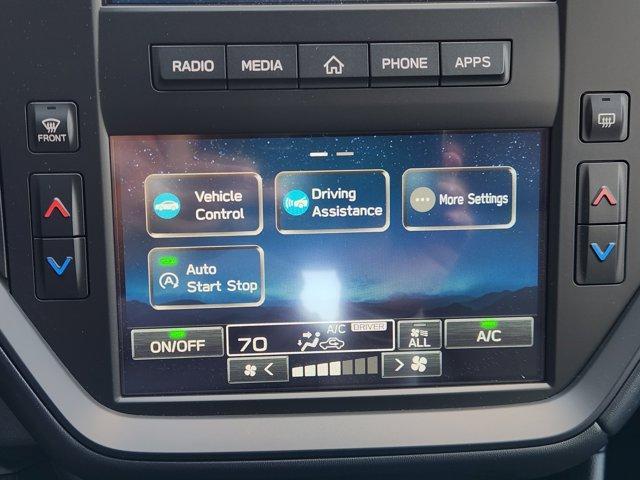 RADIO MEDIA PHONE APPS
FRONT
Vehicle
Control
Driving
Assistance
More Settings
Auto
Start Stop
A
ON/OFF
70
A/C
DRIVER
ALL
A/C